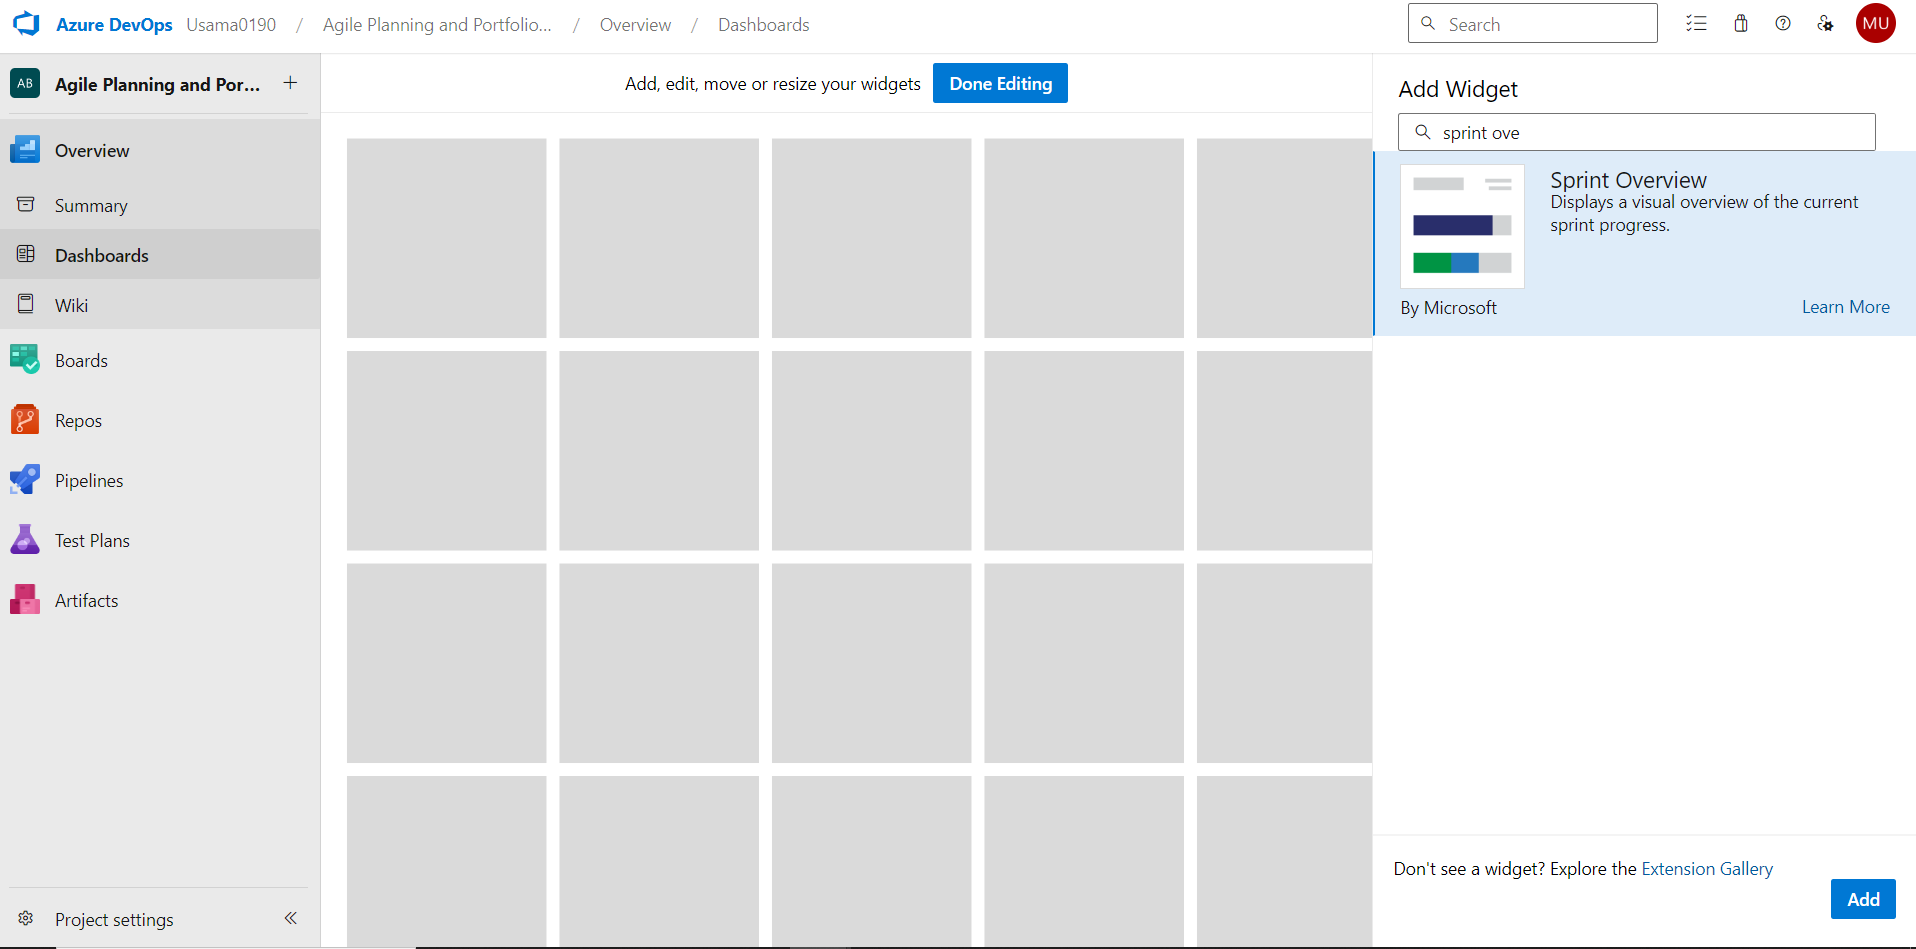 Azure DevOps Usama0190 / Agile Planning and Portfolio... / Overview / Dashboards
Search
MU
AB Agile Planning and Por... +
Overview
Summary
Dashboards
Wiki
Boards
Repos
Pipelines
Test Plans
Artifacts
Project settings
Add, edit, move or resize your widgets Done Editing
Add Widget
sprint ove
Sprint Overview
Displays a visual overview of the current
sprint progress.
By Microsoft Learn More
Don't see a widget? Explore the Extension Gallery
Add